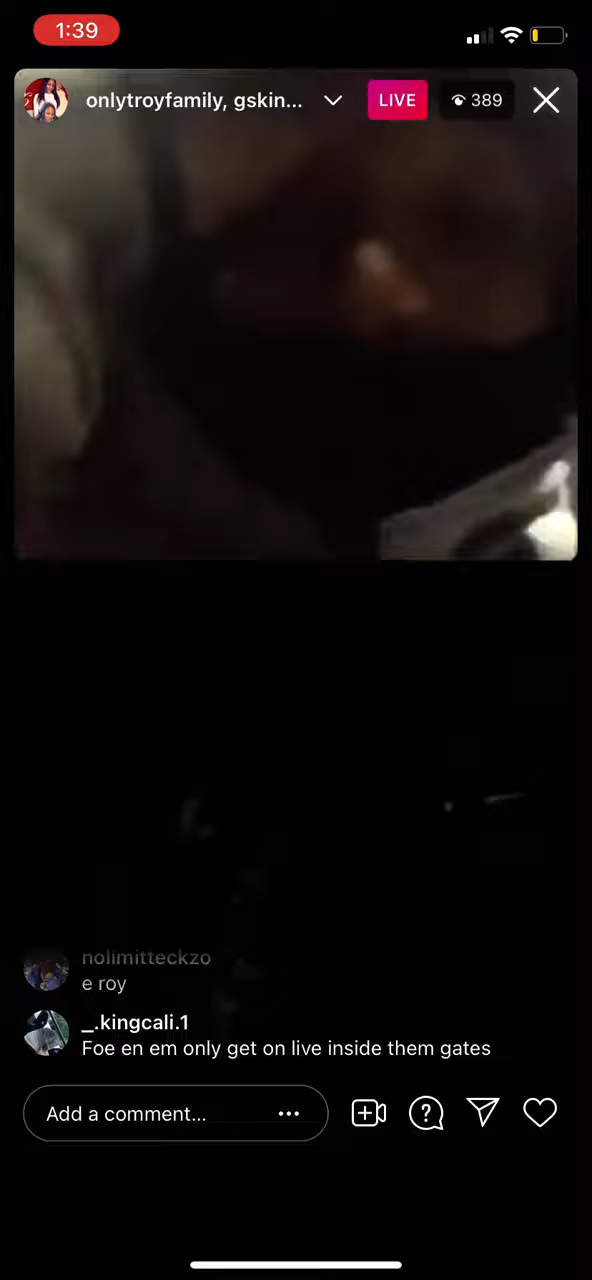 1:39
onlytroyfamily, gskin...
LIVE
389
nolimitteckzo
e roy
_.kingcali.1
Foe en em only get on live inside them gates
Add a comment...